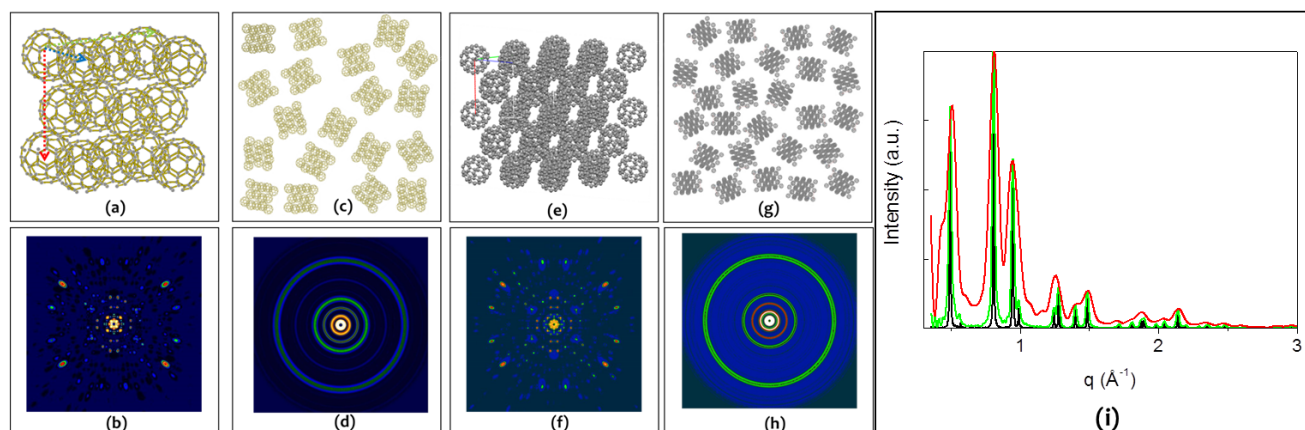 (a)
(c)
(e)
(g)
(b)
(d)
(f)
(h)
Intensity (a.u.)
1
2
3
q (Å⁻¹)
(i)